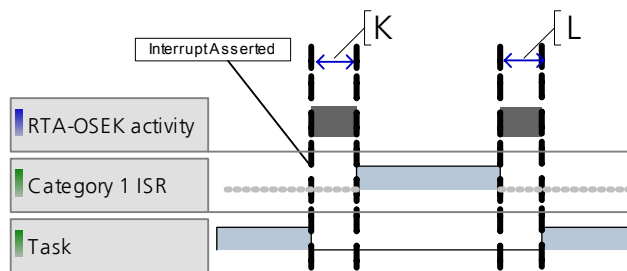 K
L
Interrupt Asserted
RTA-OSEK activity
Category 1 ISR
Task